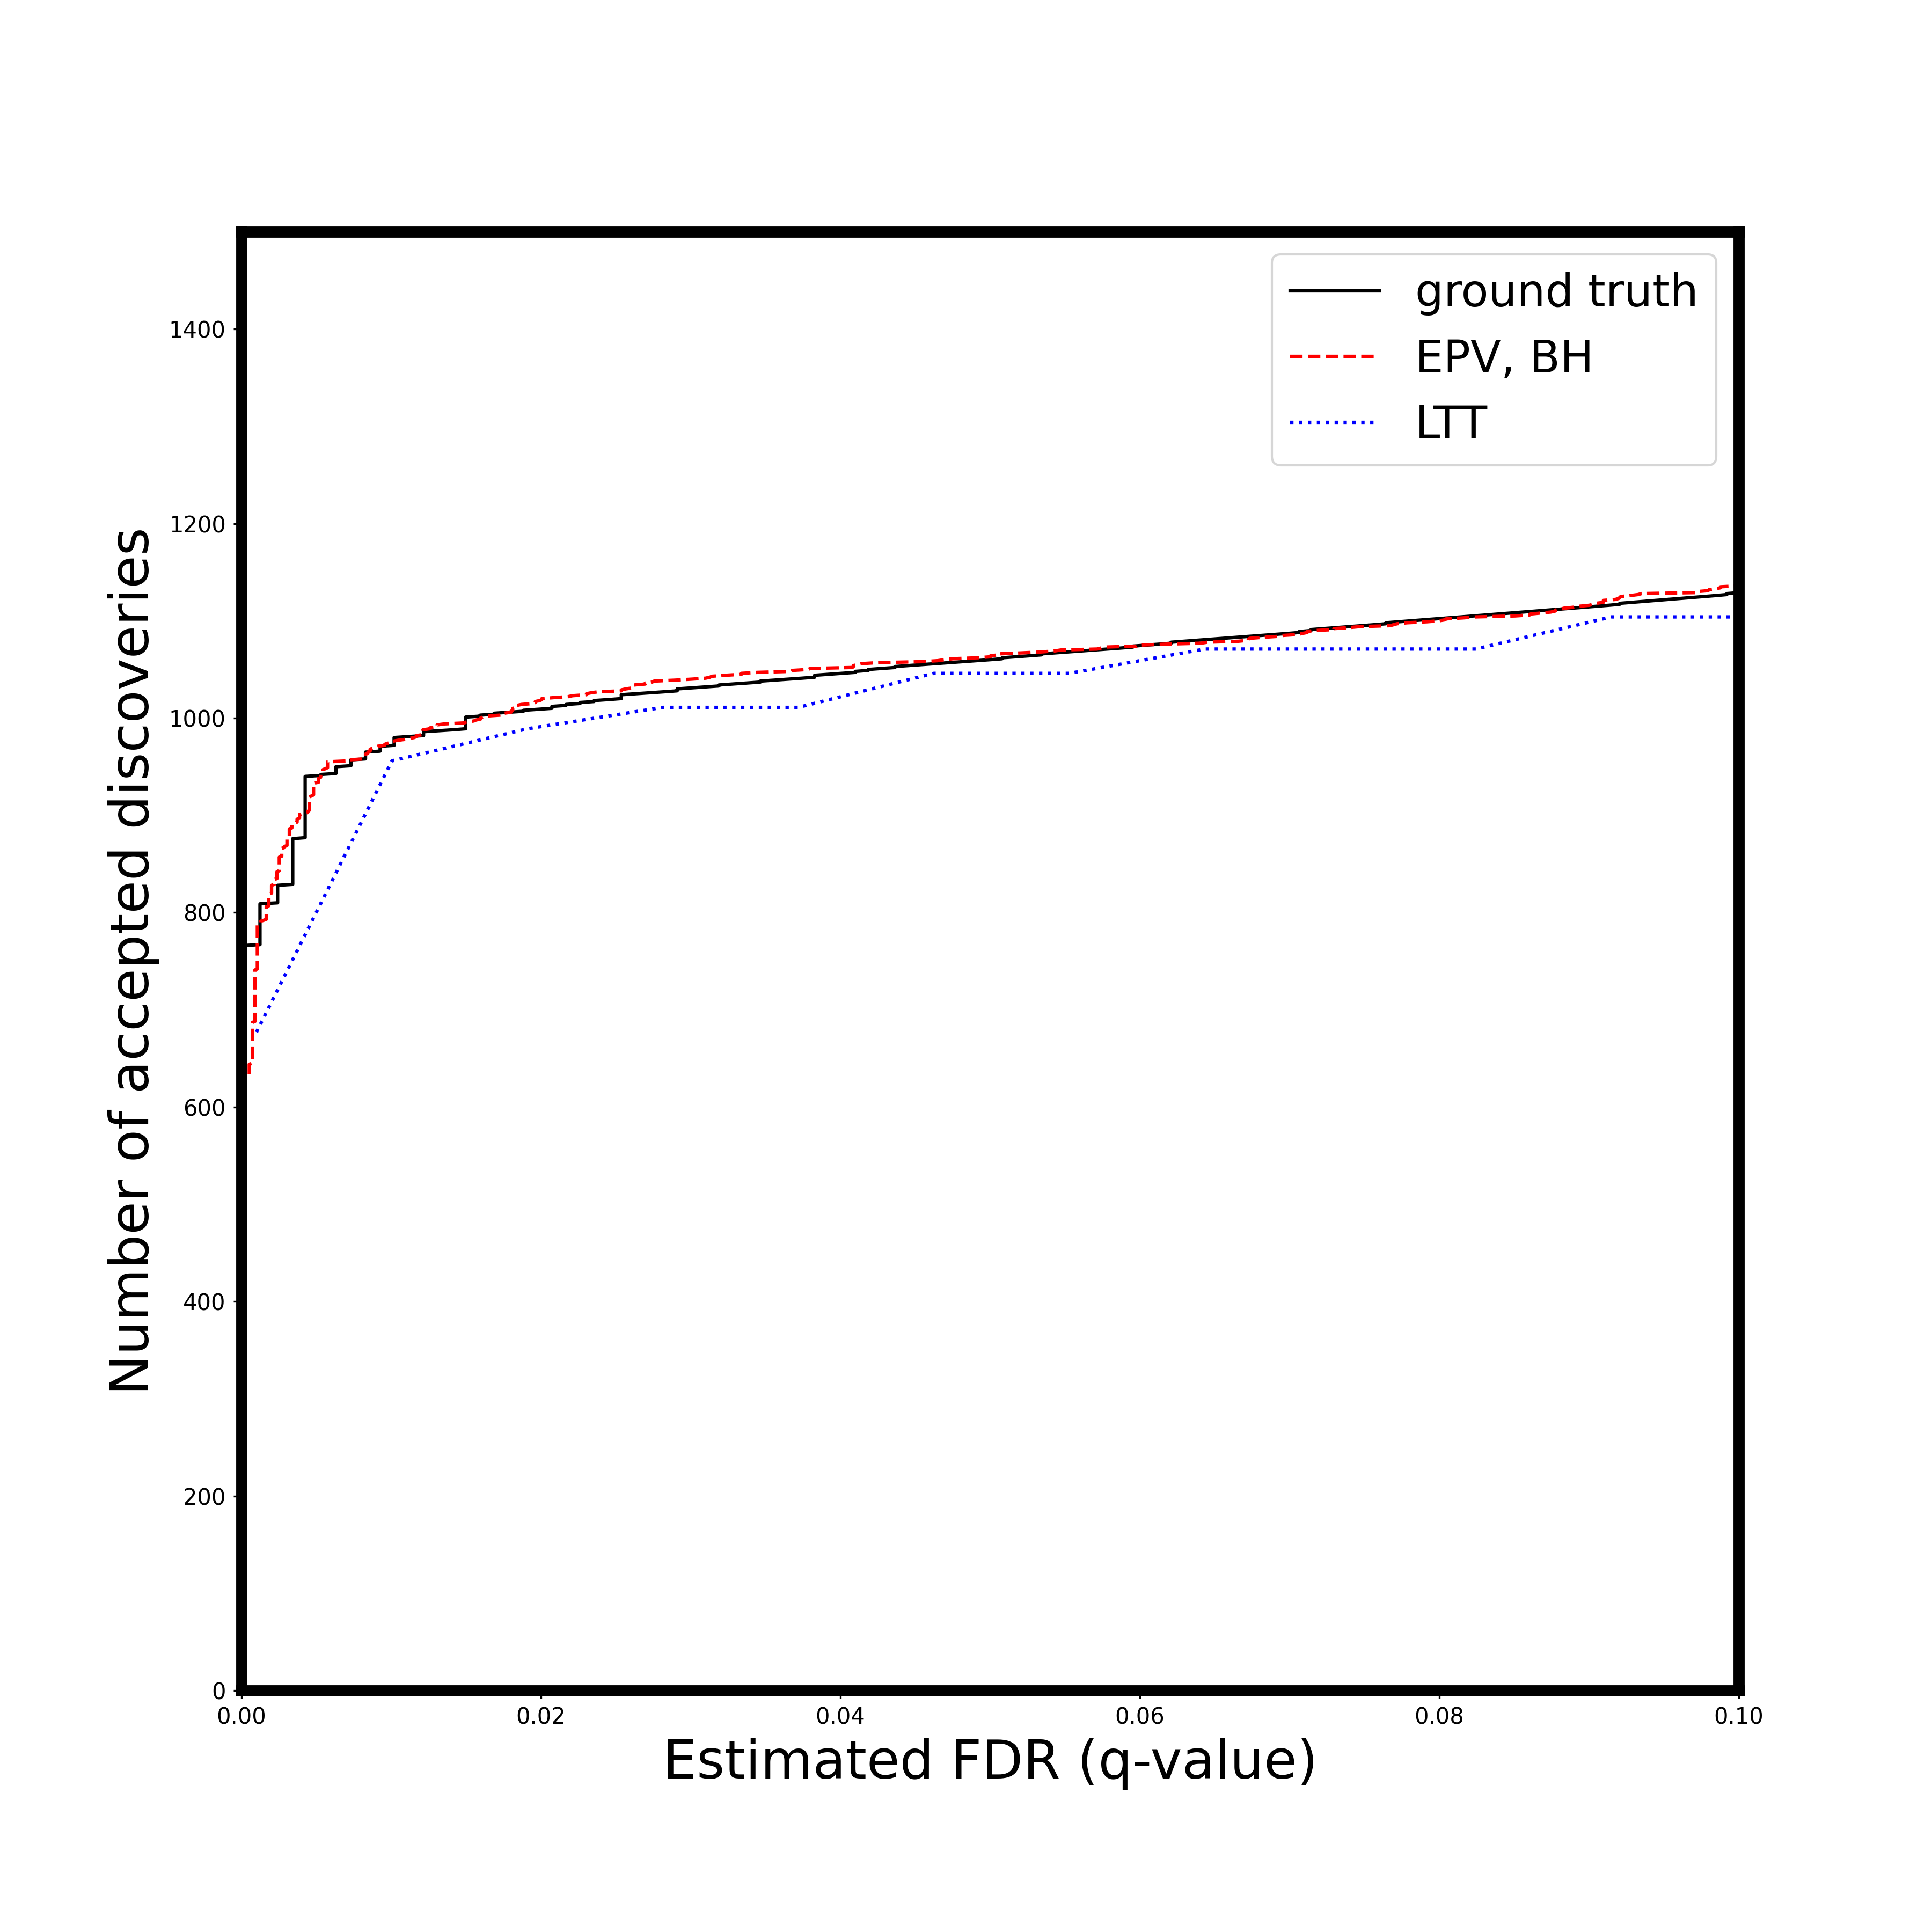 ground truth
EPV, BH
LTT
Number of accepted discoveries
1400
1200
1000
800
600
400
200
0
0.00 0.02 0.04 0.06 0.08 0.10
Estimated FDR (q-value)